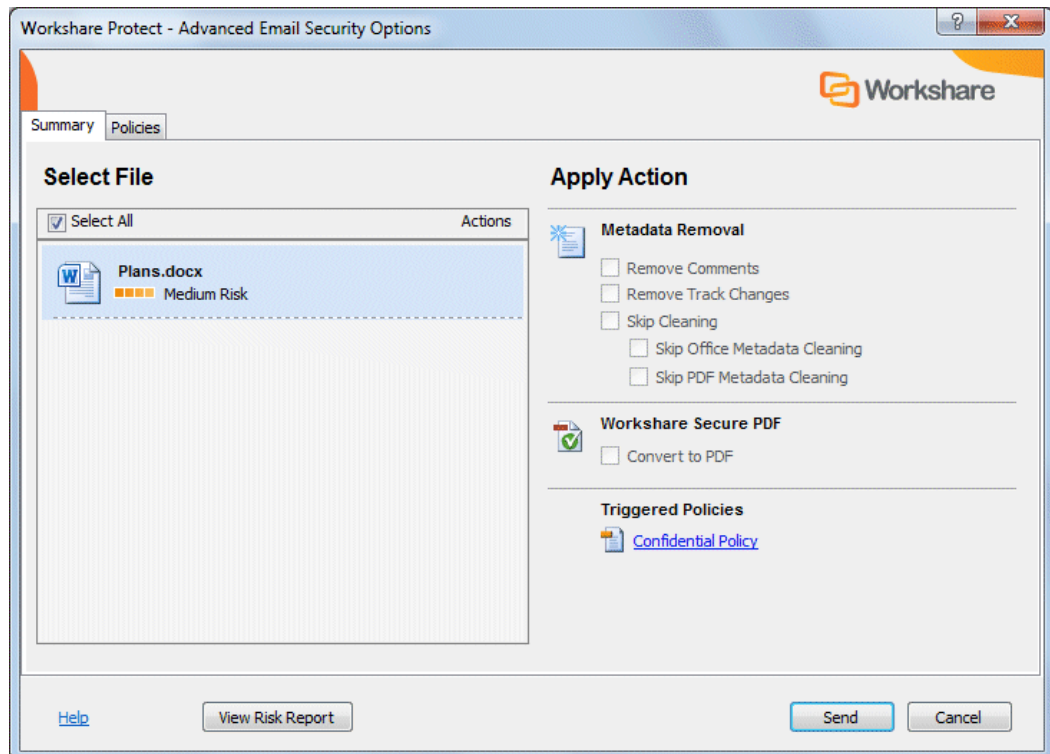 Workshare Protect - Advanced Email Security Options
Workshare
Summary Policies
Select File
Select All Actions
Plans.docx
Medium Risk
Apply Action
Metadata Removal
Remove Comments
Remove Track Changes
Skip Cleaning
Skip Office Metadata Cleaning
Skip PDF Metadata Cleaning
Workshare Secure PDF
Convert to PDF
Triggered Policies
Confidential Policy
Help View Risk Report Send Cancel